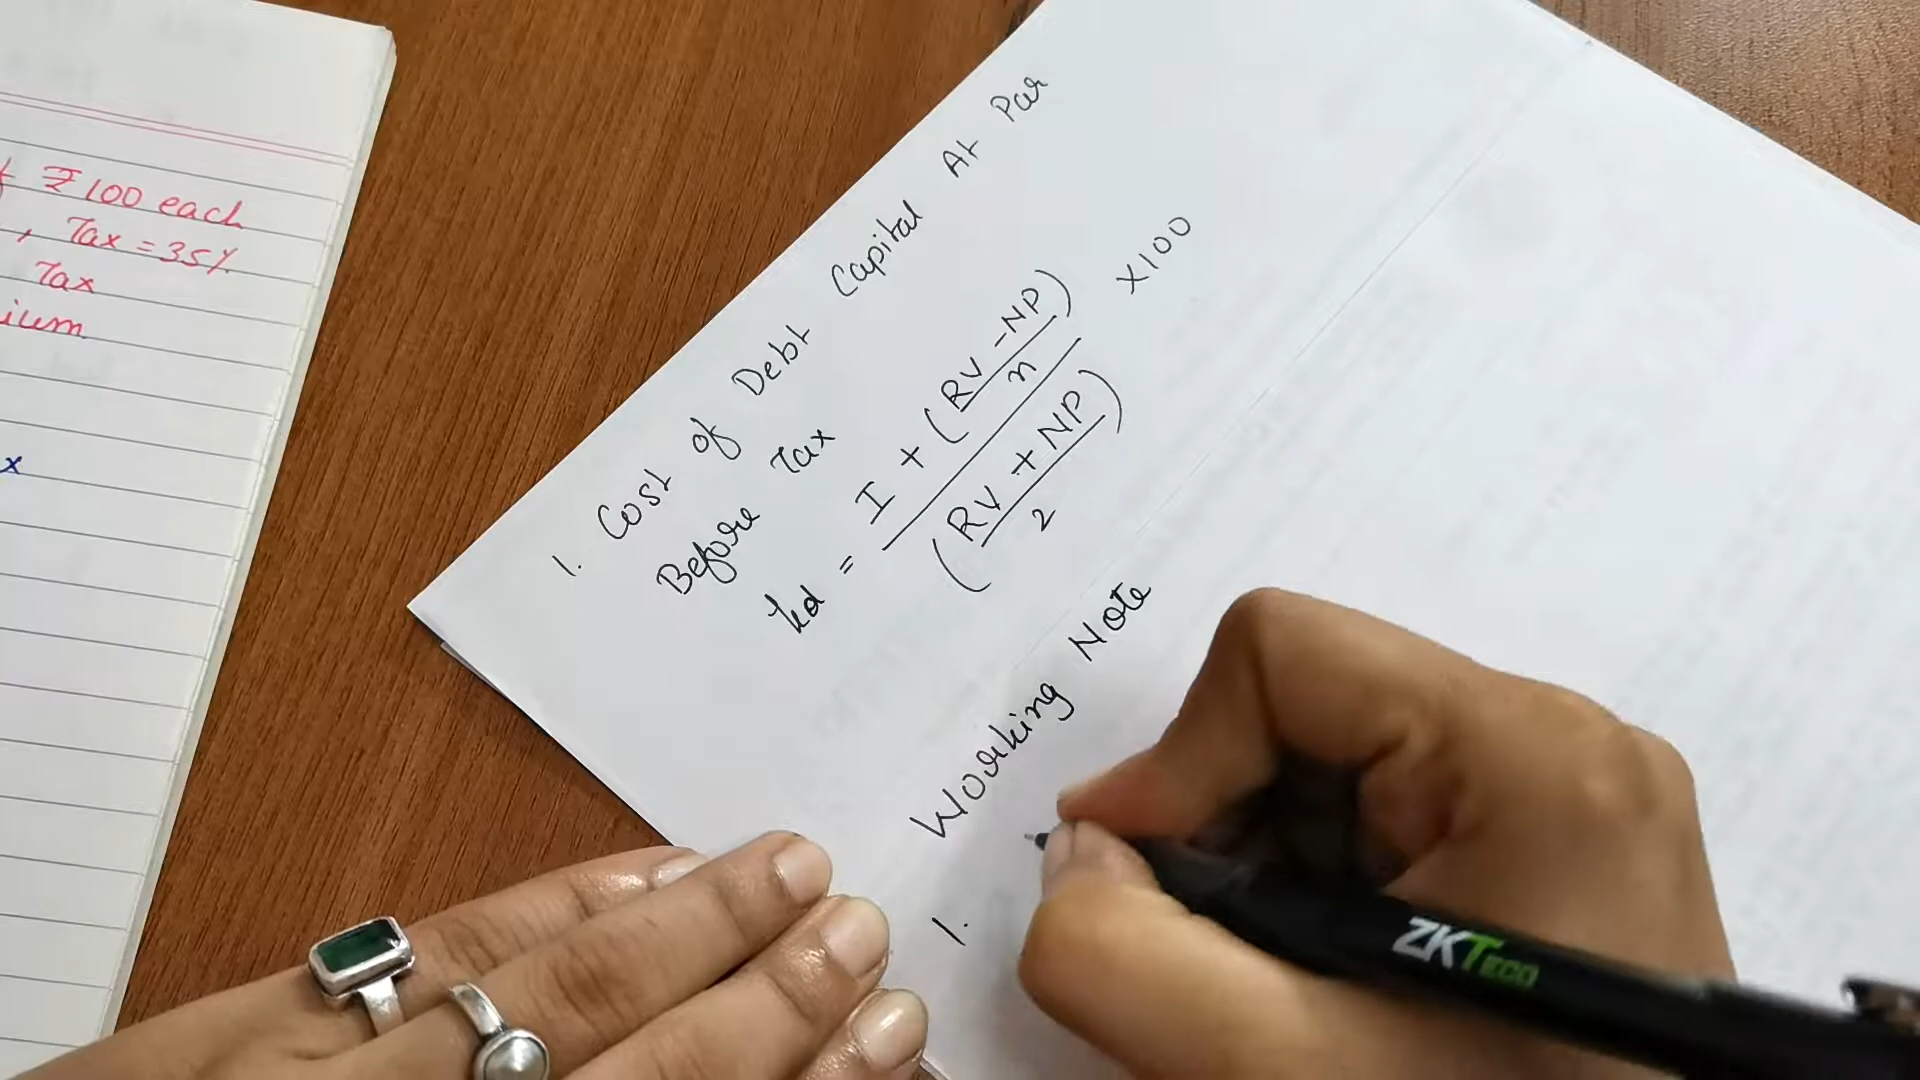 ₹100 each
, Tax = 35%
Tax
ium
x
1. Cost of Debt Capital At Par
Before Tax
kd = I + (RV - NP / n) / (RV + NP / 2) X100
Working Note
1.
ZKTeco